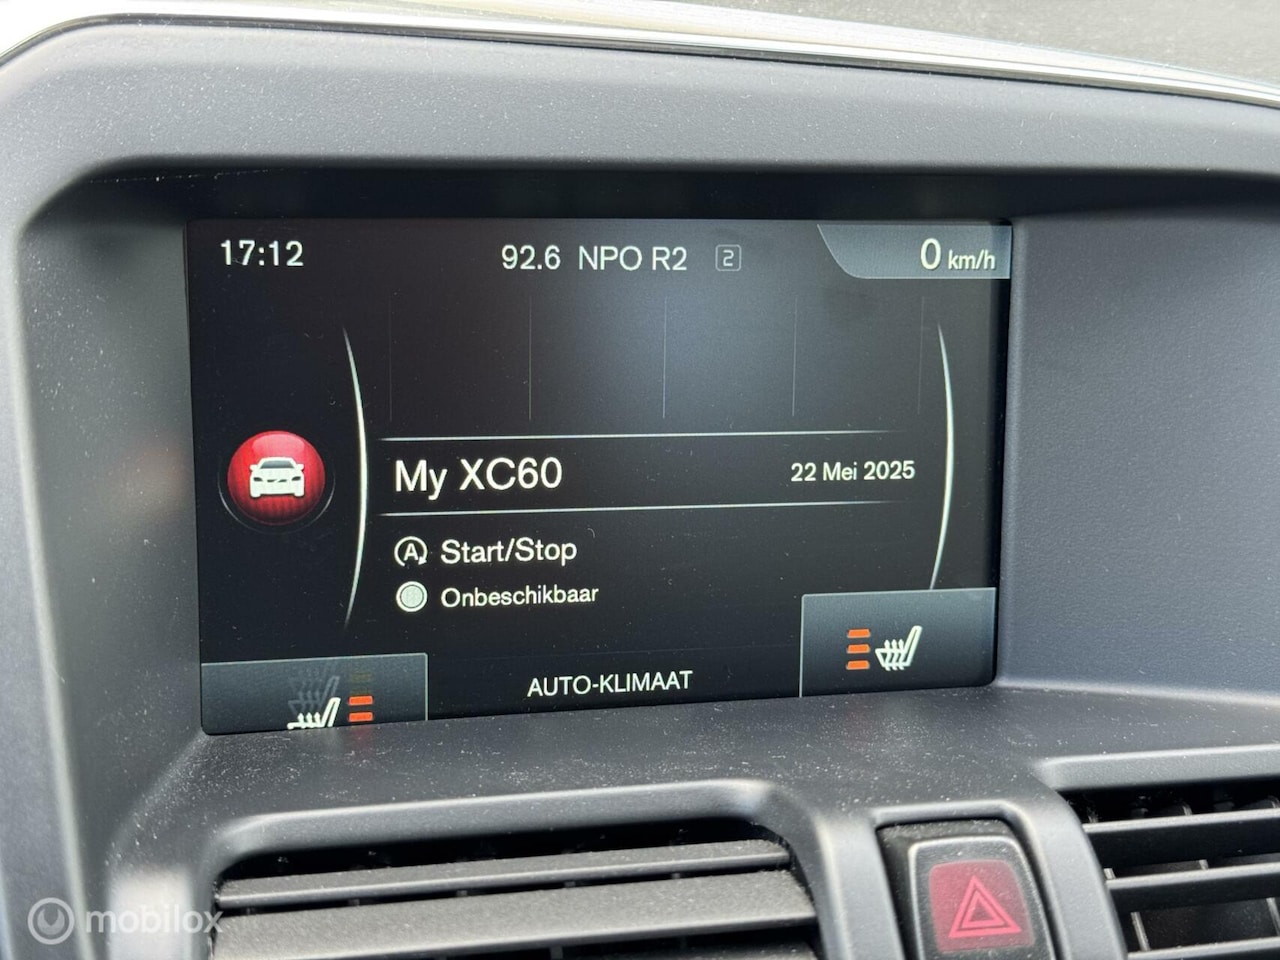 17:12
92.6 NPO R2 2
0 km/h
My XC60
22 Mei 2025
A Start/Stop
Onbeschikbaar
AUTO-KLIMAAT
mobilox